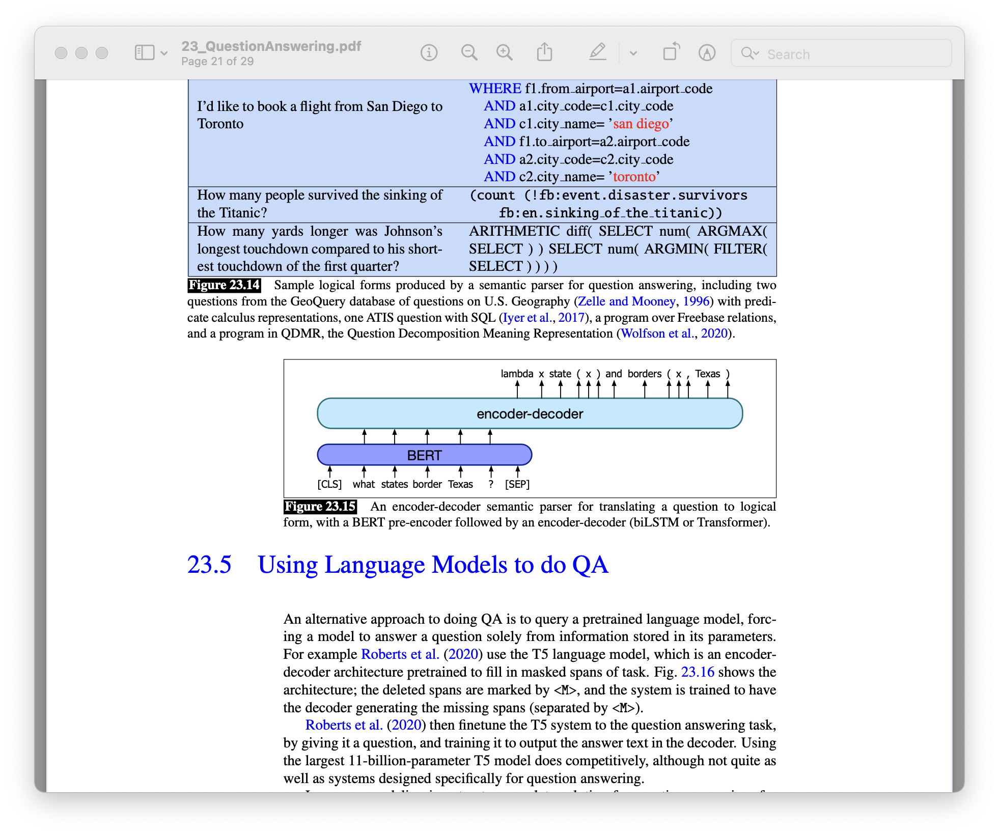 23_QuestionAnswering.pdf
Page 21 of 29
Search
WHERE f1.from_airport=a1.airport_code
I’d like to book a flight from San Diego to
Toronto
AND a1.city_code=c1.city_code
AND c1.city_name= ’san diego’
AND f1.to_airport=a2.airport_code
AND a2.city_code=c2.city_code
AND c2.city_name= ’toronto’
How many people survived the sinking of
the Titanic?
(count (!fb:event.disaster.survivors
fb:en.sinking_of_the_titanic))
How many yards longer was Johnson’s
longest touchdown compared to his short-
est touchdown of the first quarter?
ARITHMETIC diff( SELECT num( ARGMAX(
SELECT ) ) SELECT num( ARGMIN( FILTER(
SELECT ) ) ) )
Figure 23.14 Sample logical forms produced by a semantic parser for question answering, including two
questions from the GeoQuery database of questions on U.S. Geography (Zelle and Mooney, 1996) with predi-
cate calculus representations, one ATIS question with SQL (Iyer et al., 2017), a program over Freebase relations,
and a program in QDMR, the Question Decomposition Meaning Representation (Wolfson et al., 2020).
lambda x state ( x ) and borders ( x , Texas )
encoder-decoder
BERT
[CLS] what states border Texas ? [SEP]
Figure 23.15 An encoder-decoder semantic parser for translating a question to logical
form, with a BERT pre-encoder followed by an encoder-decoder (biLSTM or Transformer).
23.5 Using Language Models to do QA
An alternative approach to doing QA is to query a pretrained language model, forc-
ing a model to answer a question solely from information stored in its parameters.
For example Roberts et al. (2020) use the T5 language model, which is an encoder-
decoder architecture pretrained to fill in masked spans of task. Fig. 23.16 shows the
architecture; the deleted spans are marked by <M>, and the system is trained to have
the decoder generating the missing spans (separated by <M>).
Roberts et al. (2020) then finetune the T5 system to the question answering task,
by giving it a question, and training it to output the answer text in the decoder. Using
the largest 11-billion-parameter T5 model does competitively, although not quite as
well as systems designed specifically for question answering.